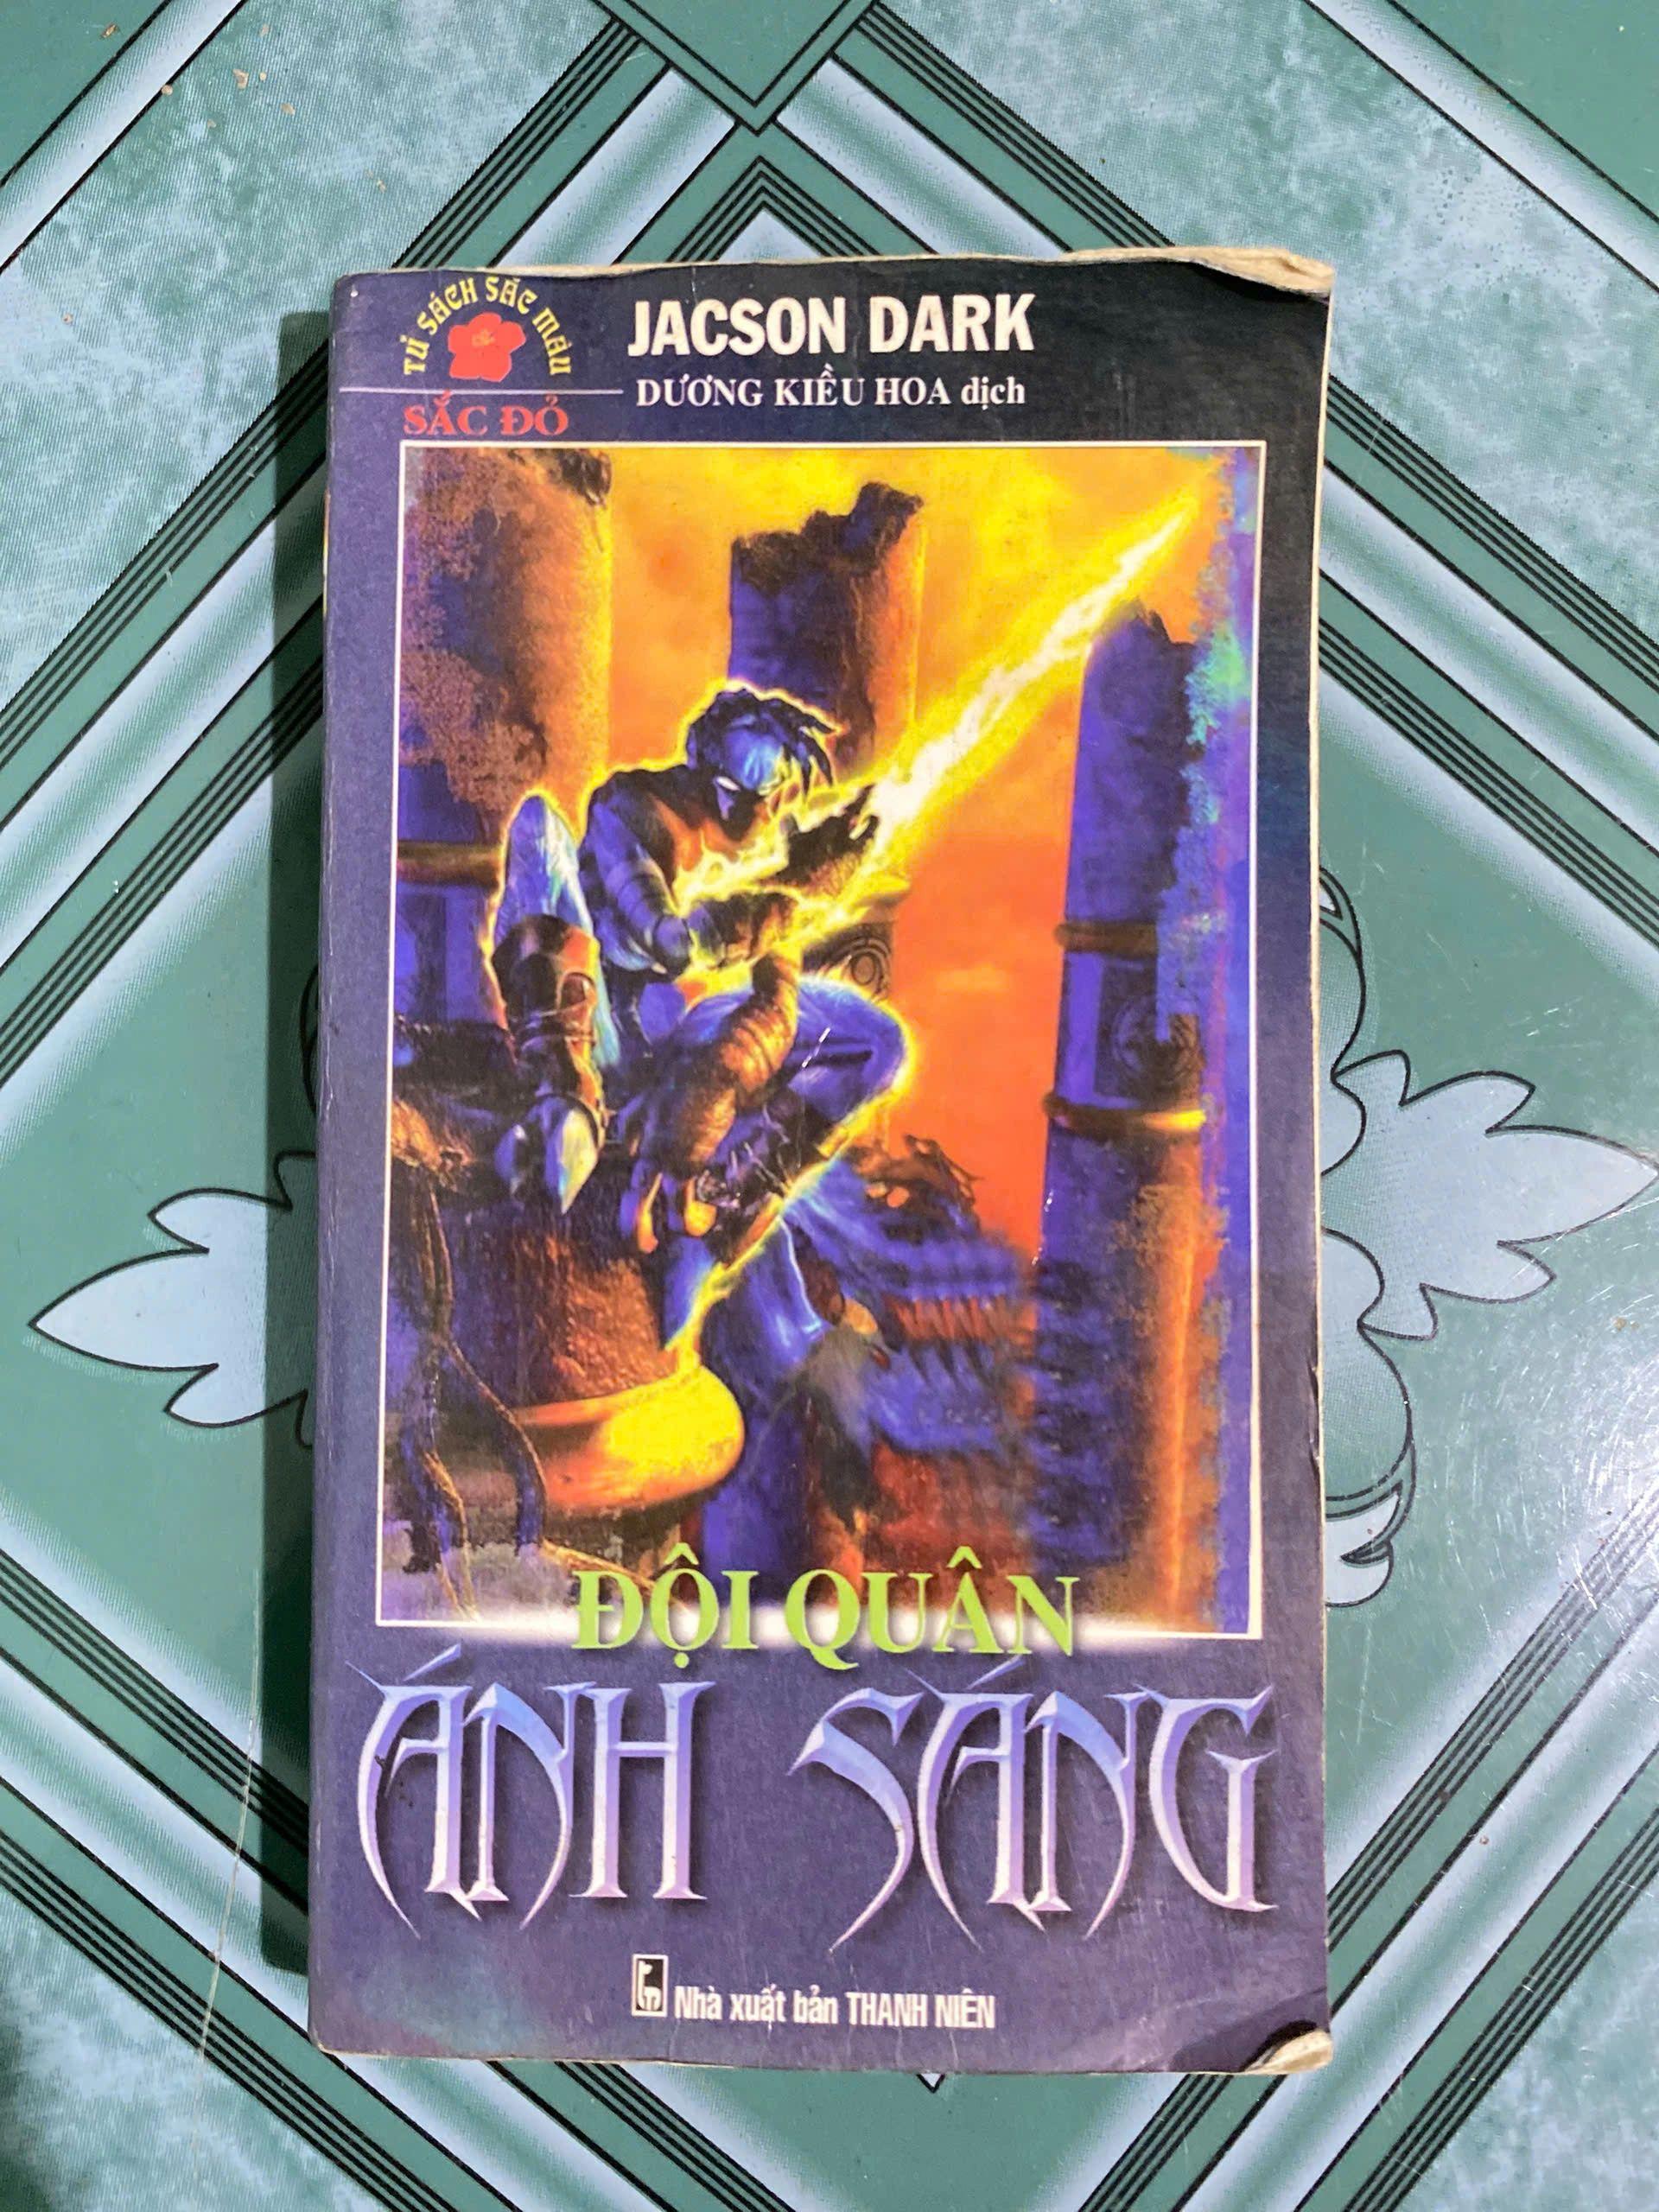 TỦ SÁCH SẮC MÀU
SẮC ĐỎ
JACSON DARK
DƯƠNG KIỀU HOA dịch
ĐỘI QUÂN
ÁNH SÁNG
Nhà xuất bản THANH NIÊN